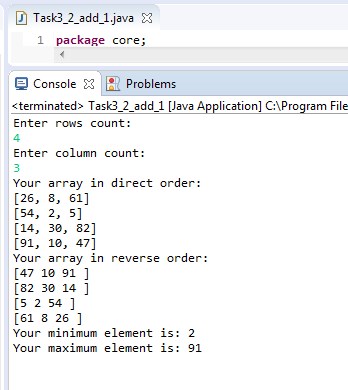 Task3_2_add_1.java
1 package core;
Console Problems
<terminated> Task3_2_add_1 [Java Application] C:\Program File
Enter rows count:
4
Enter column count:
3
Your array in direct order:
[26, 8, 61]
[54, 2, 5]
[14, 30, 82]
[91, 10, 47]
Your array in reverse order:
[47 10 91 ]
[82 30 14 ]
[5 2 54 ]
[61 8 26 ]
Your minimum element is: 2
Your maximum element is: 91